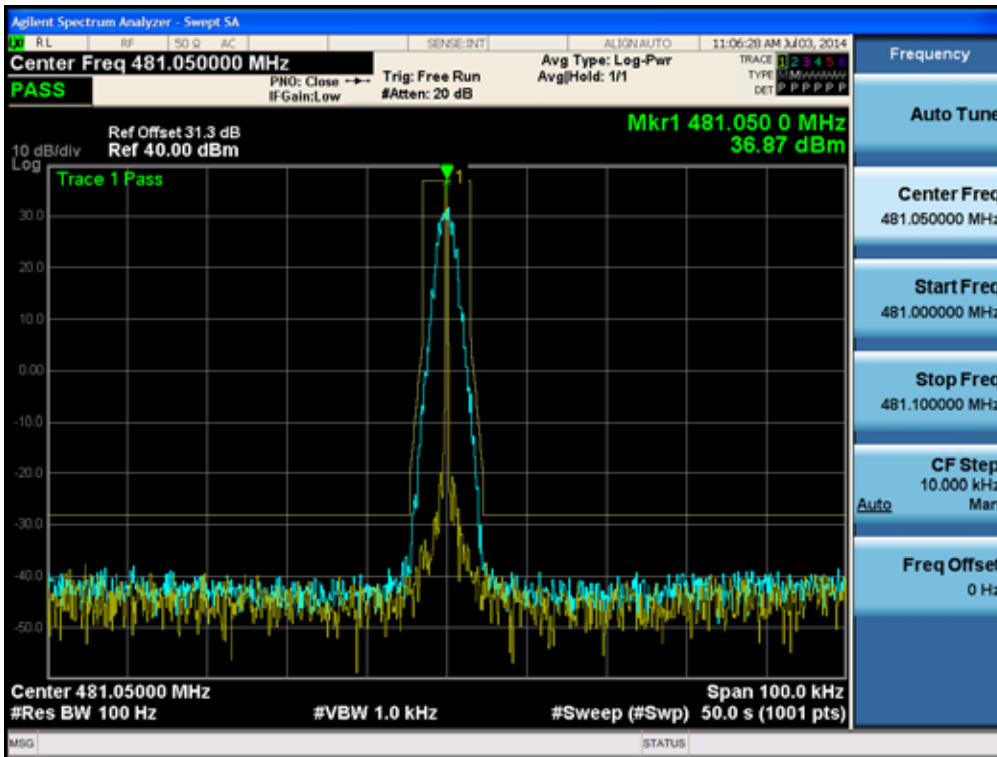 Agilent Spectrum Analyzer - Swept SA
RL RF 50 Ω AC SENSE:INT ALIGNAUTO 11:06:28 AM Jul 03, 2014
Center Freq 481.050000 MHz
PASS
PNO: Close
IFGain:Low
Trig: Free Run
#Atten: 20 dB
Avg Type: Log-Pwr
Avg|Hold: 1/1
TRACE 1 2 3 4 5 6
TYPE
DET P P P P P P
Ref Offset 31.3 dB
Ref 40.00 dBm
10 dB/div
Log
Mkr1 481.050 0 MHz
36.87 dBm
Trace 1 Pass
1
30.0
20.0
10.0
0.00
-10.0
-20.0
-30.0
-40.0
-50.0
Center 481.05000 MHz
Span 100.0 kHz
#Res BW 100 Hz
#VBW 1.0 kHz
#Sweep (#Swp) 50.0 s (1001 pts)
MSG
STATUS
Frequency
Auto Tune
Center Freq
481.050000 MHz
Start Freq
481.000000 MHz
Stop Freq
481.100000 MHz
CF Step
10.000 kHz
Auto Man
Freq Offset
0 Hz